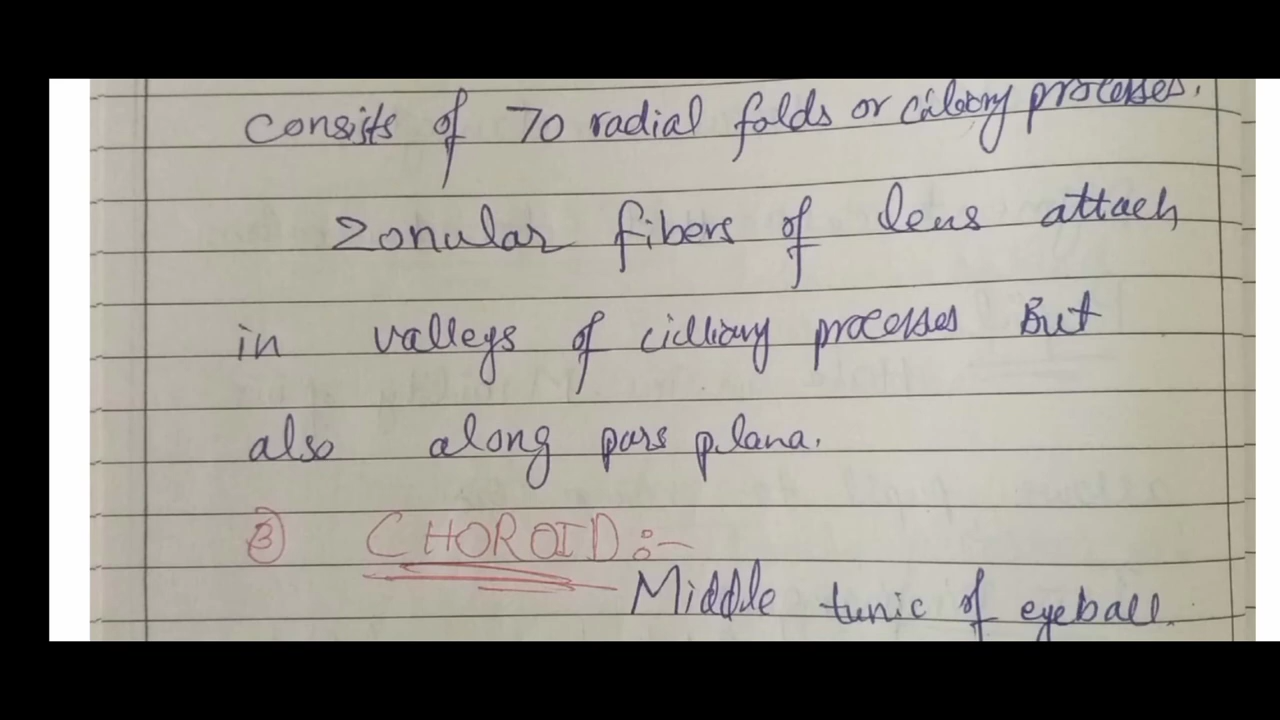 consists of 70 radial folds or ciliary processes.
Zonular fibers of lens attach
in valleys of cilliary processes But
also along pars plana.
③ CHOROID :-
Middle tunic of eyeball.